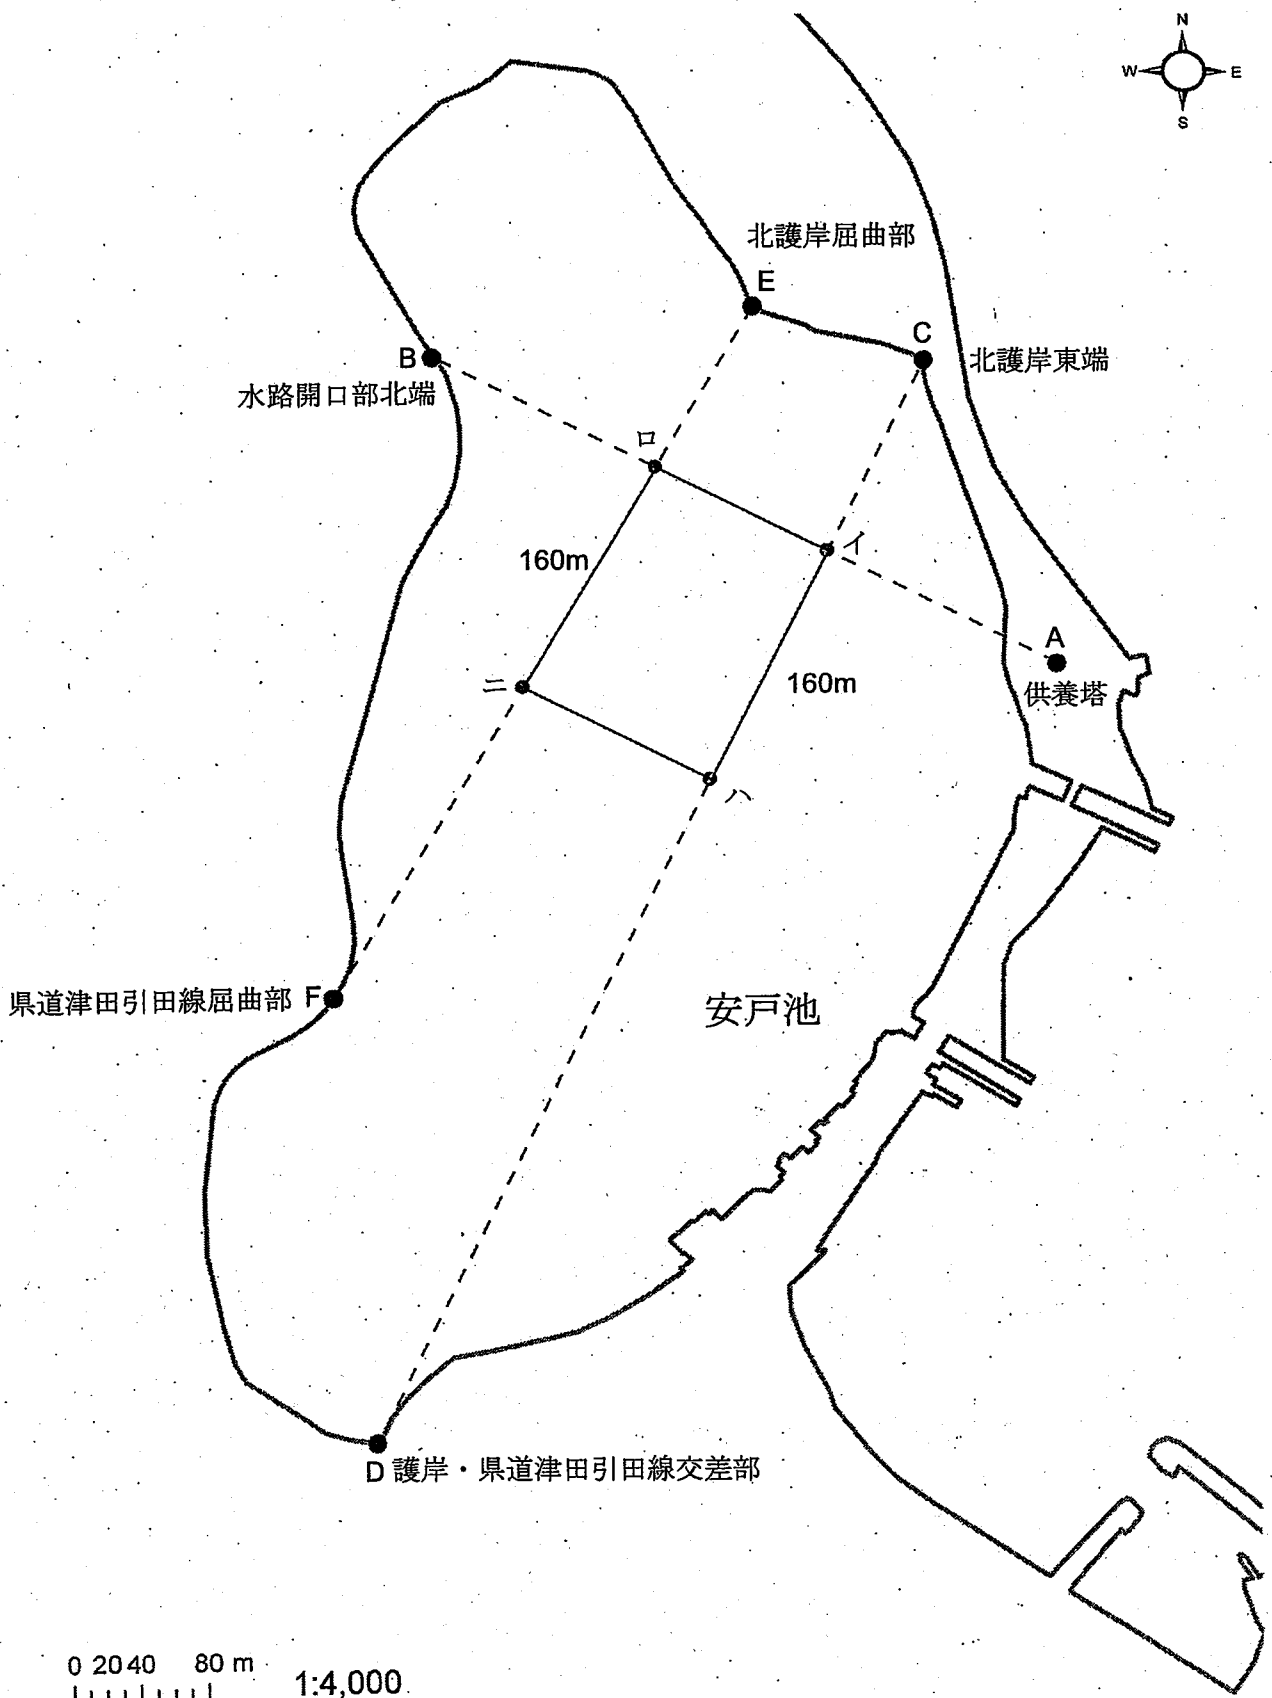 N
W E
S
北護岸屈曲部
E
C
北護岸東端
B
水路開口部北端
ロ
イ
160m
A
供養塔
ニ
160m
ハ
県道津田引田線屈曲部 F
安戸池
D 護岸・県道津田引田線交差部
0 20 40 80 m
1:4,000